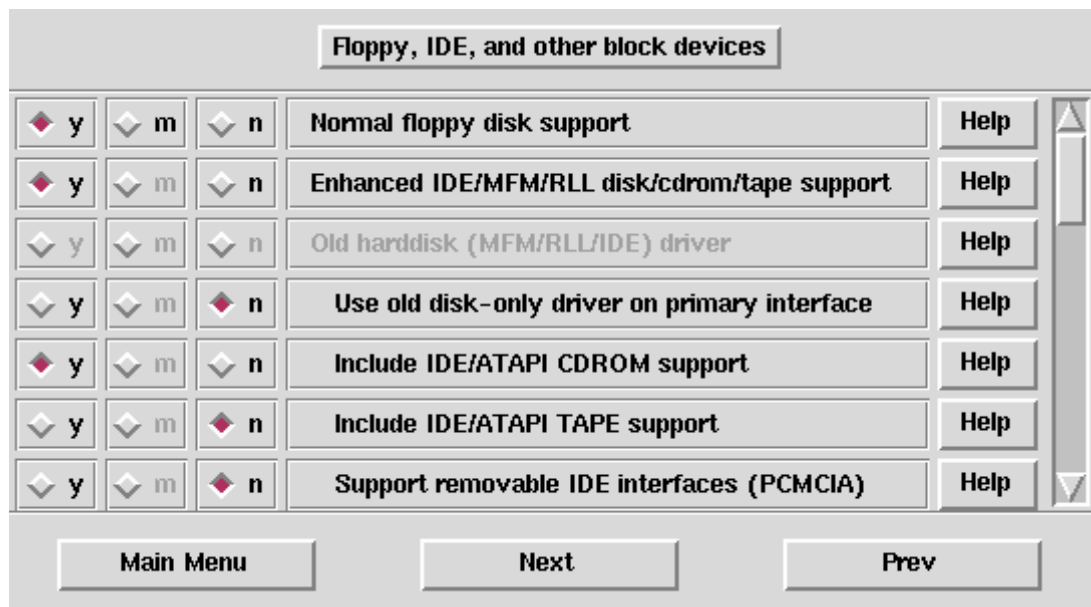 Floppy, IDE, and other block devices
y m n Normal floppy disk support Help
y m n Enhanced IDE/MFM/RLL disk/cdrom/tape support Help
y m n Old harddisk (MFM/RLL/IDE) driver Help
y m n Use old disk-only driver on primary interface Help
y m n Include IDE/ATAPI CDROM support Help
y m n Include IDE/ATAPI TAPE support Help
y m n Support removable IDE interfaces (PCMCIA) Help
Main Menu Next Prev